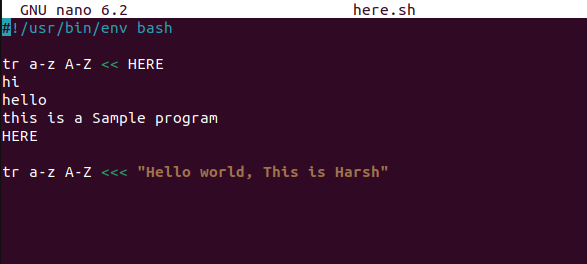 GNU nano 6.2 here.sh
#!/usr/bin/env bash
tr a-z A-Z << HERE
hi
hello
this is a Sample program
HERE
tr a-z A-Z <<< "Hello world, This is Harsh"